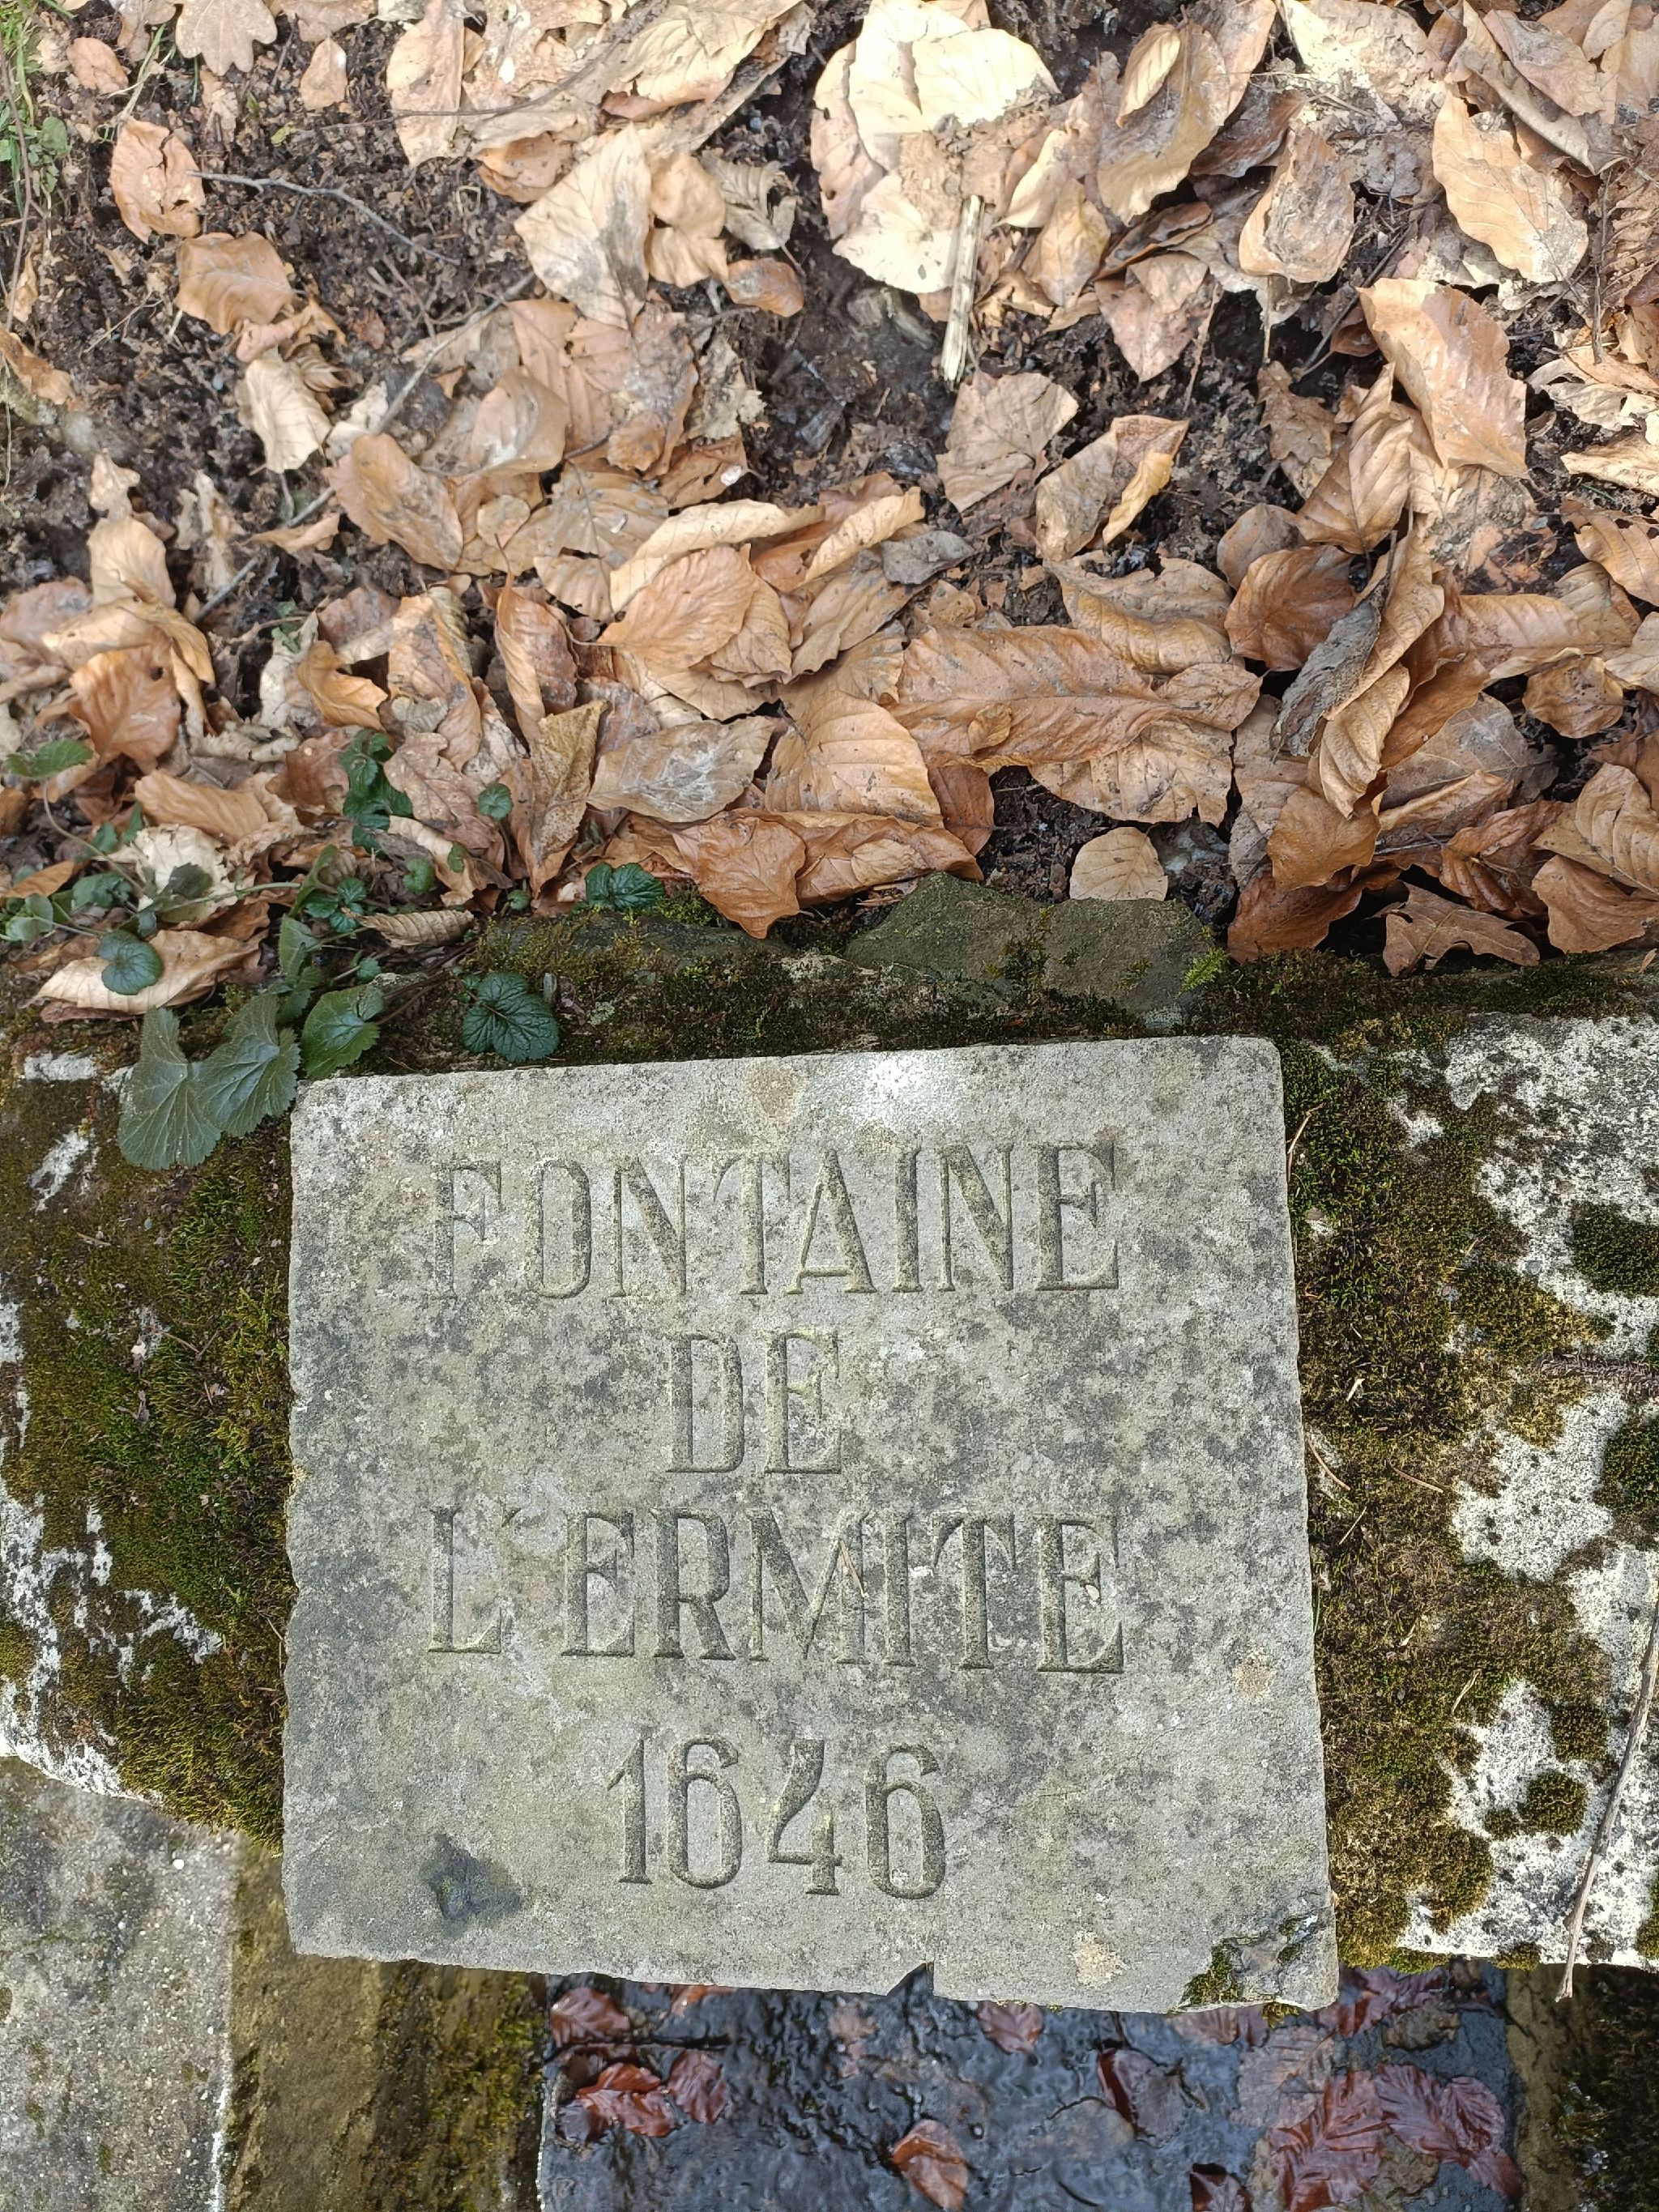 FONTAINE
DE
L'ERMITE
1646